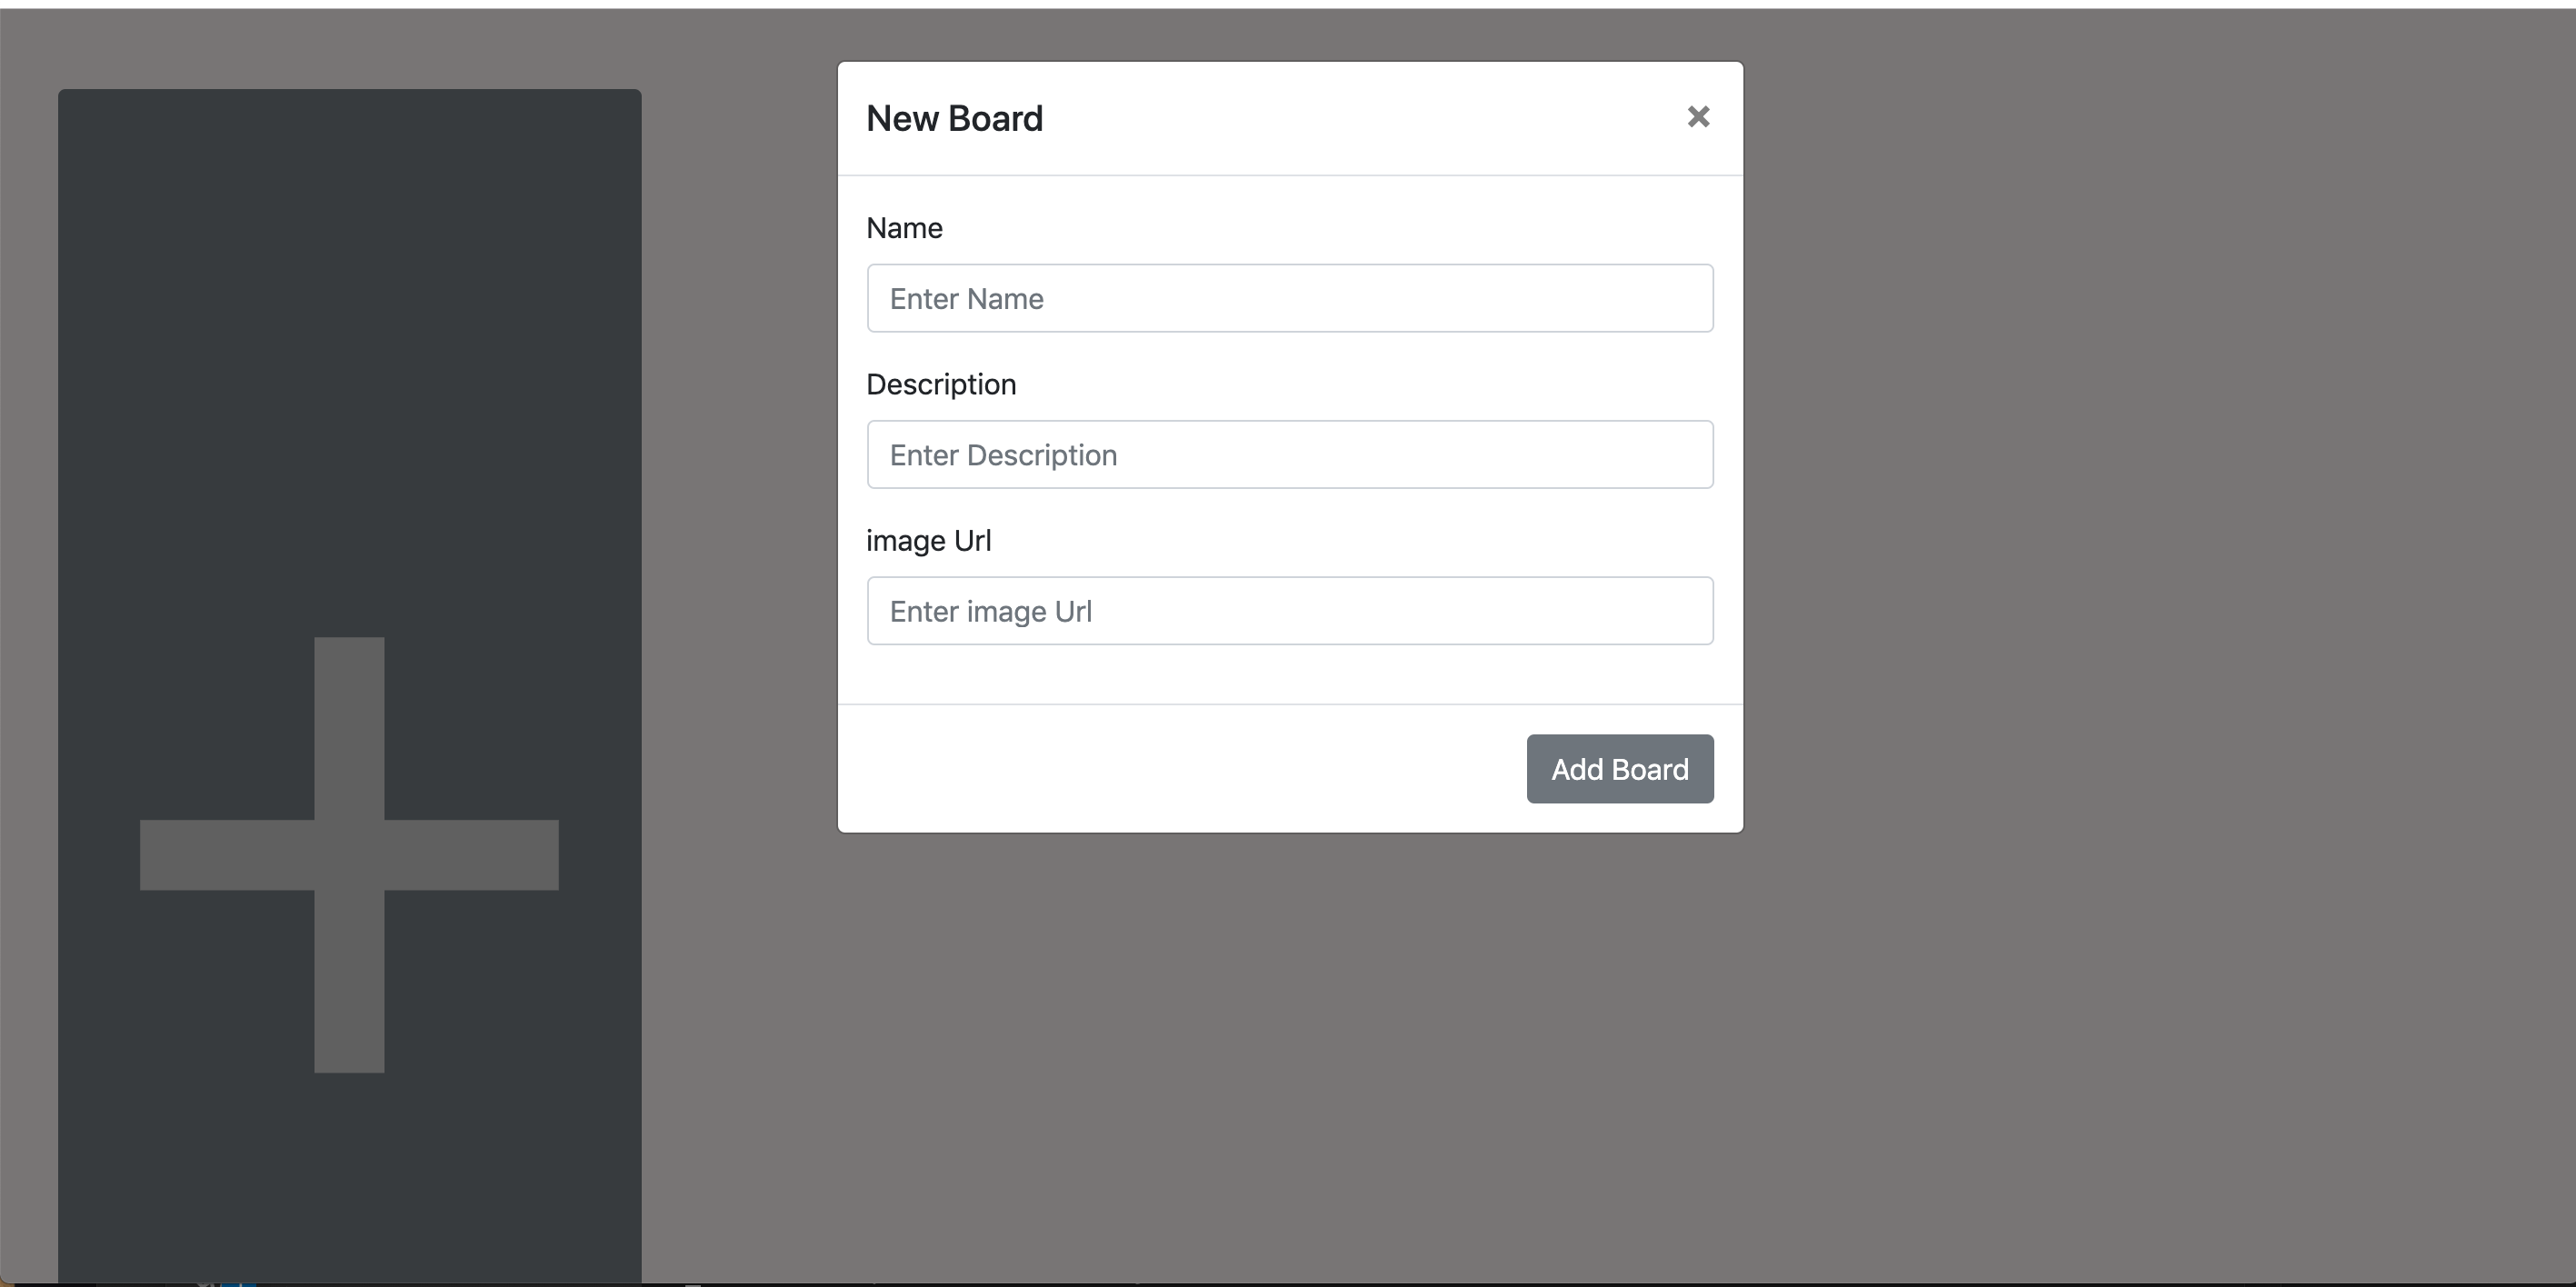 New Board
Name
Enter Name
Description
Enter Description
image Url
Enter image Url
Add Board